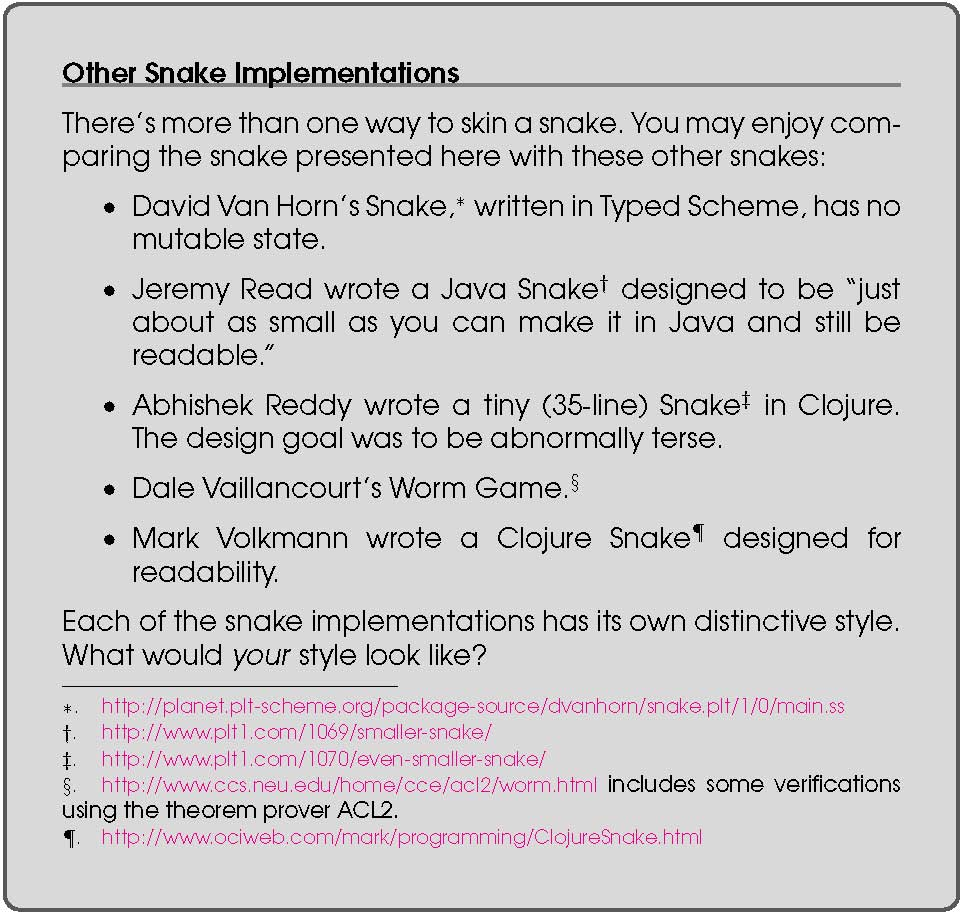 Other Snake Implementations
There's more than one way to skin a snake. You may enjoy com-
paring the snake presented here with these other snakes:
• David Van Horn's Snake,* written in Typed Scheme, has no
mutable state.
• Jeremy Read wrote a Java Snake† designed to be “just
about as small as you can make it in Java and still be
readable.”
• Abhishek Reddy wrote a tiny (35-line) Snake‡ in Clojure.
The design goal was to be abnormally terse.
• Dale Vaillancourt's Worm Game.§
• Mark Volkmann wrote a Clojure Snake¶ designed for
readability.
Each of the snake implementations has its own distinctive style.
What would your style look like?
*. http://planet.plt-scheme.org/package-source/dvanhorn/snake.plt/1/0/main.ss
†. http://www.plt1.com/1069/smaller-snake/
‡. http://www.plt1.com/1070/even-smaller-snake/
§. http://www.ccs.neu.edu/home/cce/acl2/worm.html includes some verifications
using the theorem prover ACL2.
¶. http://www.ociweb.com/mark/programming/ClojureSnake.html